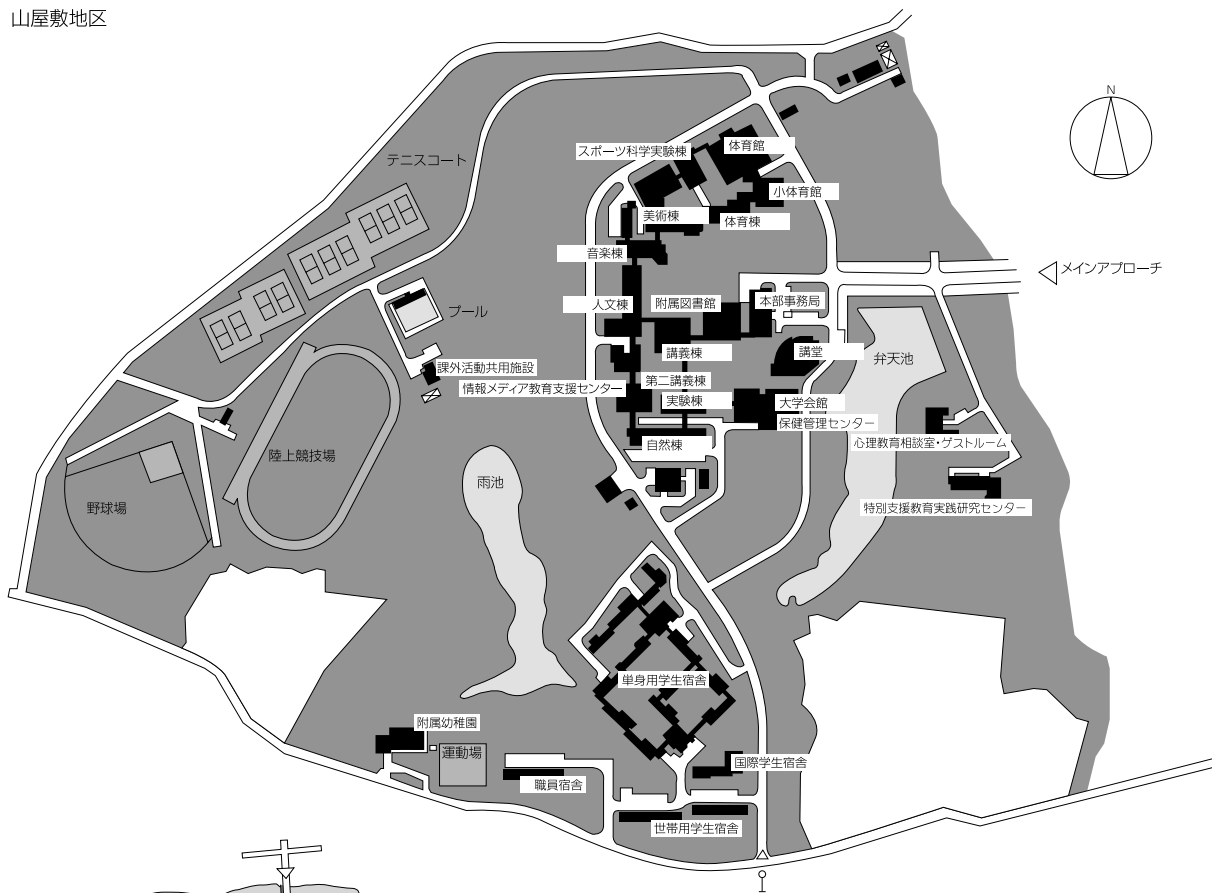 山屋敷地区
N
スポーツ科学実験棟
体育館
テニスコート
小体育館
美術棟
体育棟
音楽棟
メインアプローチ
人文棟
附属図書館
本部事務局
プール
講義棟
講堂
弁天池
課外活動共用施設
情報メディア教育支援センター
第二講義棟
実験棟
大学会館
保健管理センター
心理教育相談室・ゲストルーム
自然棟
陸上競技場
雨池
野球場
特別支援教育実践研究センター
単身用学生宿舎
附属幼稚園
運動場
国際学生宿舎
職員宿舎
世帯用学生宿舎